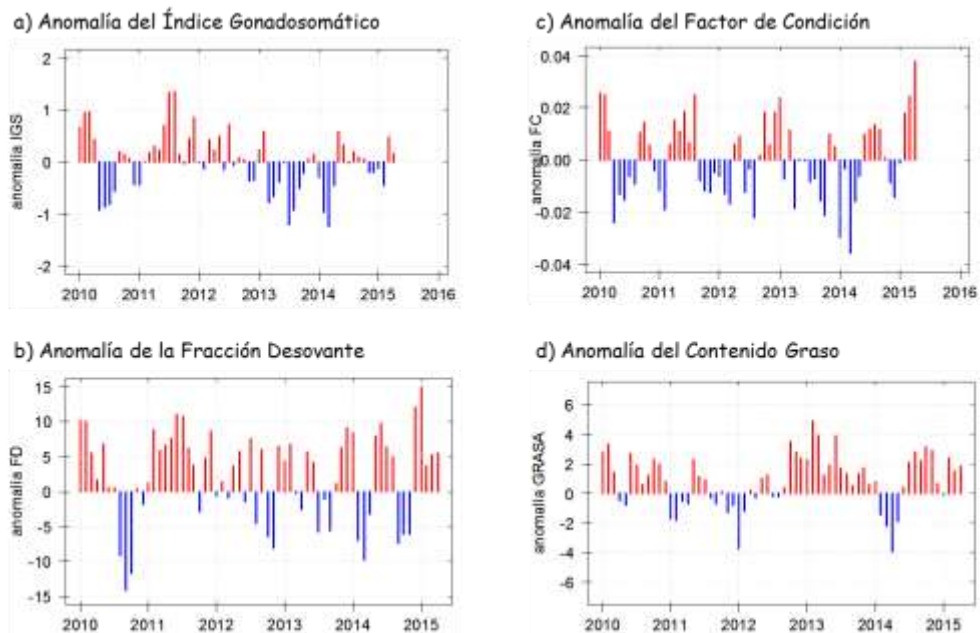 a) Anomalía del Índice Gonadosomático
2
1
0
-1
-2
anomalía IGS
2010 2011 2012 2013 2014 2015 2016
c) Anomalía del Factor de Condición
0.04
0.02
0.00
-0.02
-0.04
anomalía FC
2010 2011 2012 2013 2014 2015 2016
b) Anomalía de la Fracción Desovante
15
10
5
0
-5
-10
-15
anomalía FD
2010 2011 2012 2013 2014 2015
d) Anomalía del Contenido Graso
6
4
2
0
-2
-4
-6
anomalía GRASA
2010 2011 2012 2013 2014 2015